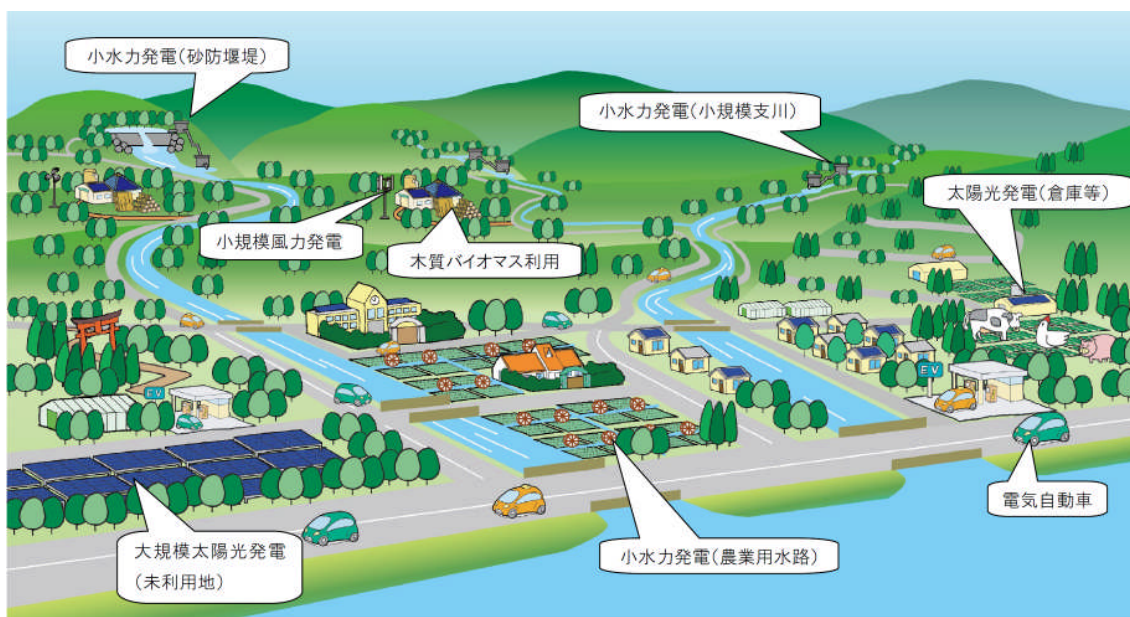 小水力発電(砂防堰堤)
小水力発電(小規模支川)
太陽光発電(倉庫等)
小規模風力発電
木質バイオマス利用
EV
EV
電気自動車
大規模太陽光発電
(未利用地)
小水力発電(農業用水路)